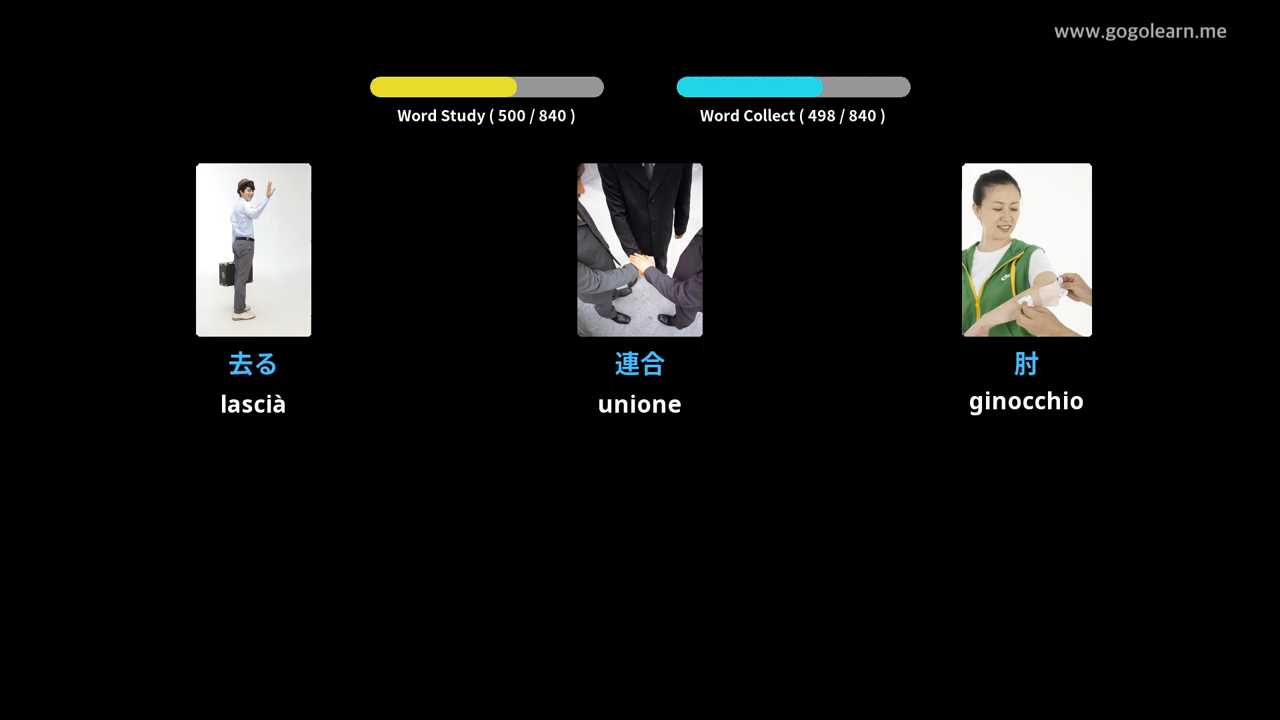 www.gogolearn.me
Word Study ( 500 / 840 )
Word Collect ( 498 / 840 )
去る
連合
肘
lascià
unione
ginocchio